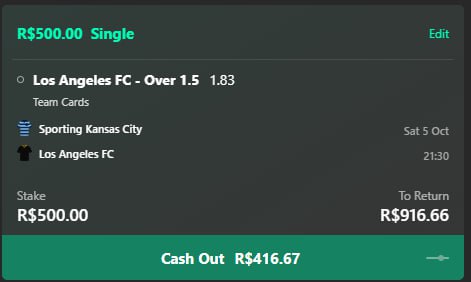 R$500.00 Single Edit
Los Angeles FC - Over 1.5 1.83
Team Cards
Sporting Kansas City Sat 5 Oct
Los Angeles FC 21:30
Stake To Return
R$500.00 R$916.66
Cash Out R$416.67